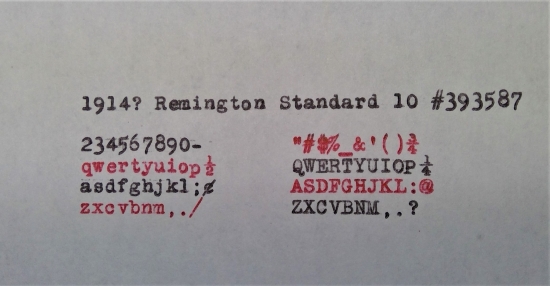 1914? Remington Standard 10 #393587
234567890- "#$%_&'()¾
qwertyuiop½ QWERTYUIOP¼
asdfghjkl;¢ ASDFGHJKL:@
zxcvbnm,./ ZXCVBNM,.?